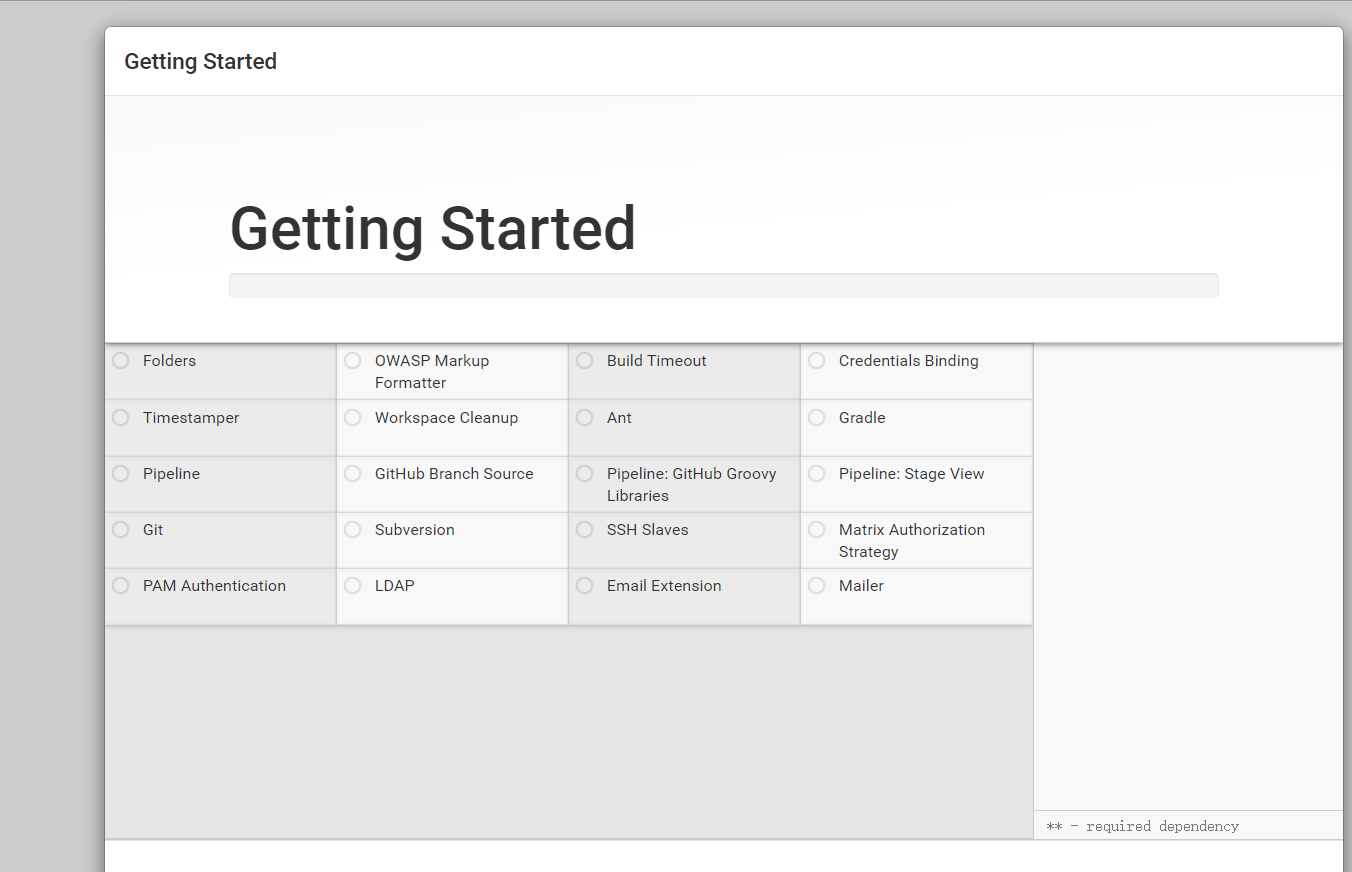 Getting Started
Getting Started
Folders
OWASP Markup
Formatter
Build Timeout
Credentials Binding
Timestamper
Workspace Cleanup
Ant
Gradle
Pipeline
GitHub Branch Source
Pipeline: GitHub Groovy
Libraries
Pipeline: Stage View
Git
Subversion
SSH Slaves
Matrix Authorization
Strategy
PAM Authentication
LDAP
Email Extension
Mailer
** - required dependency